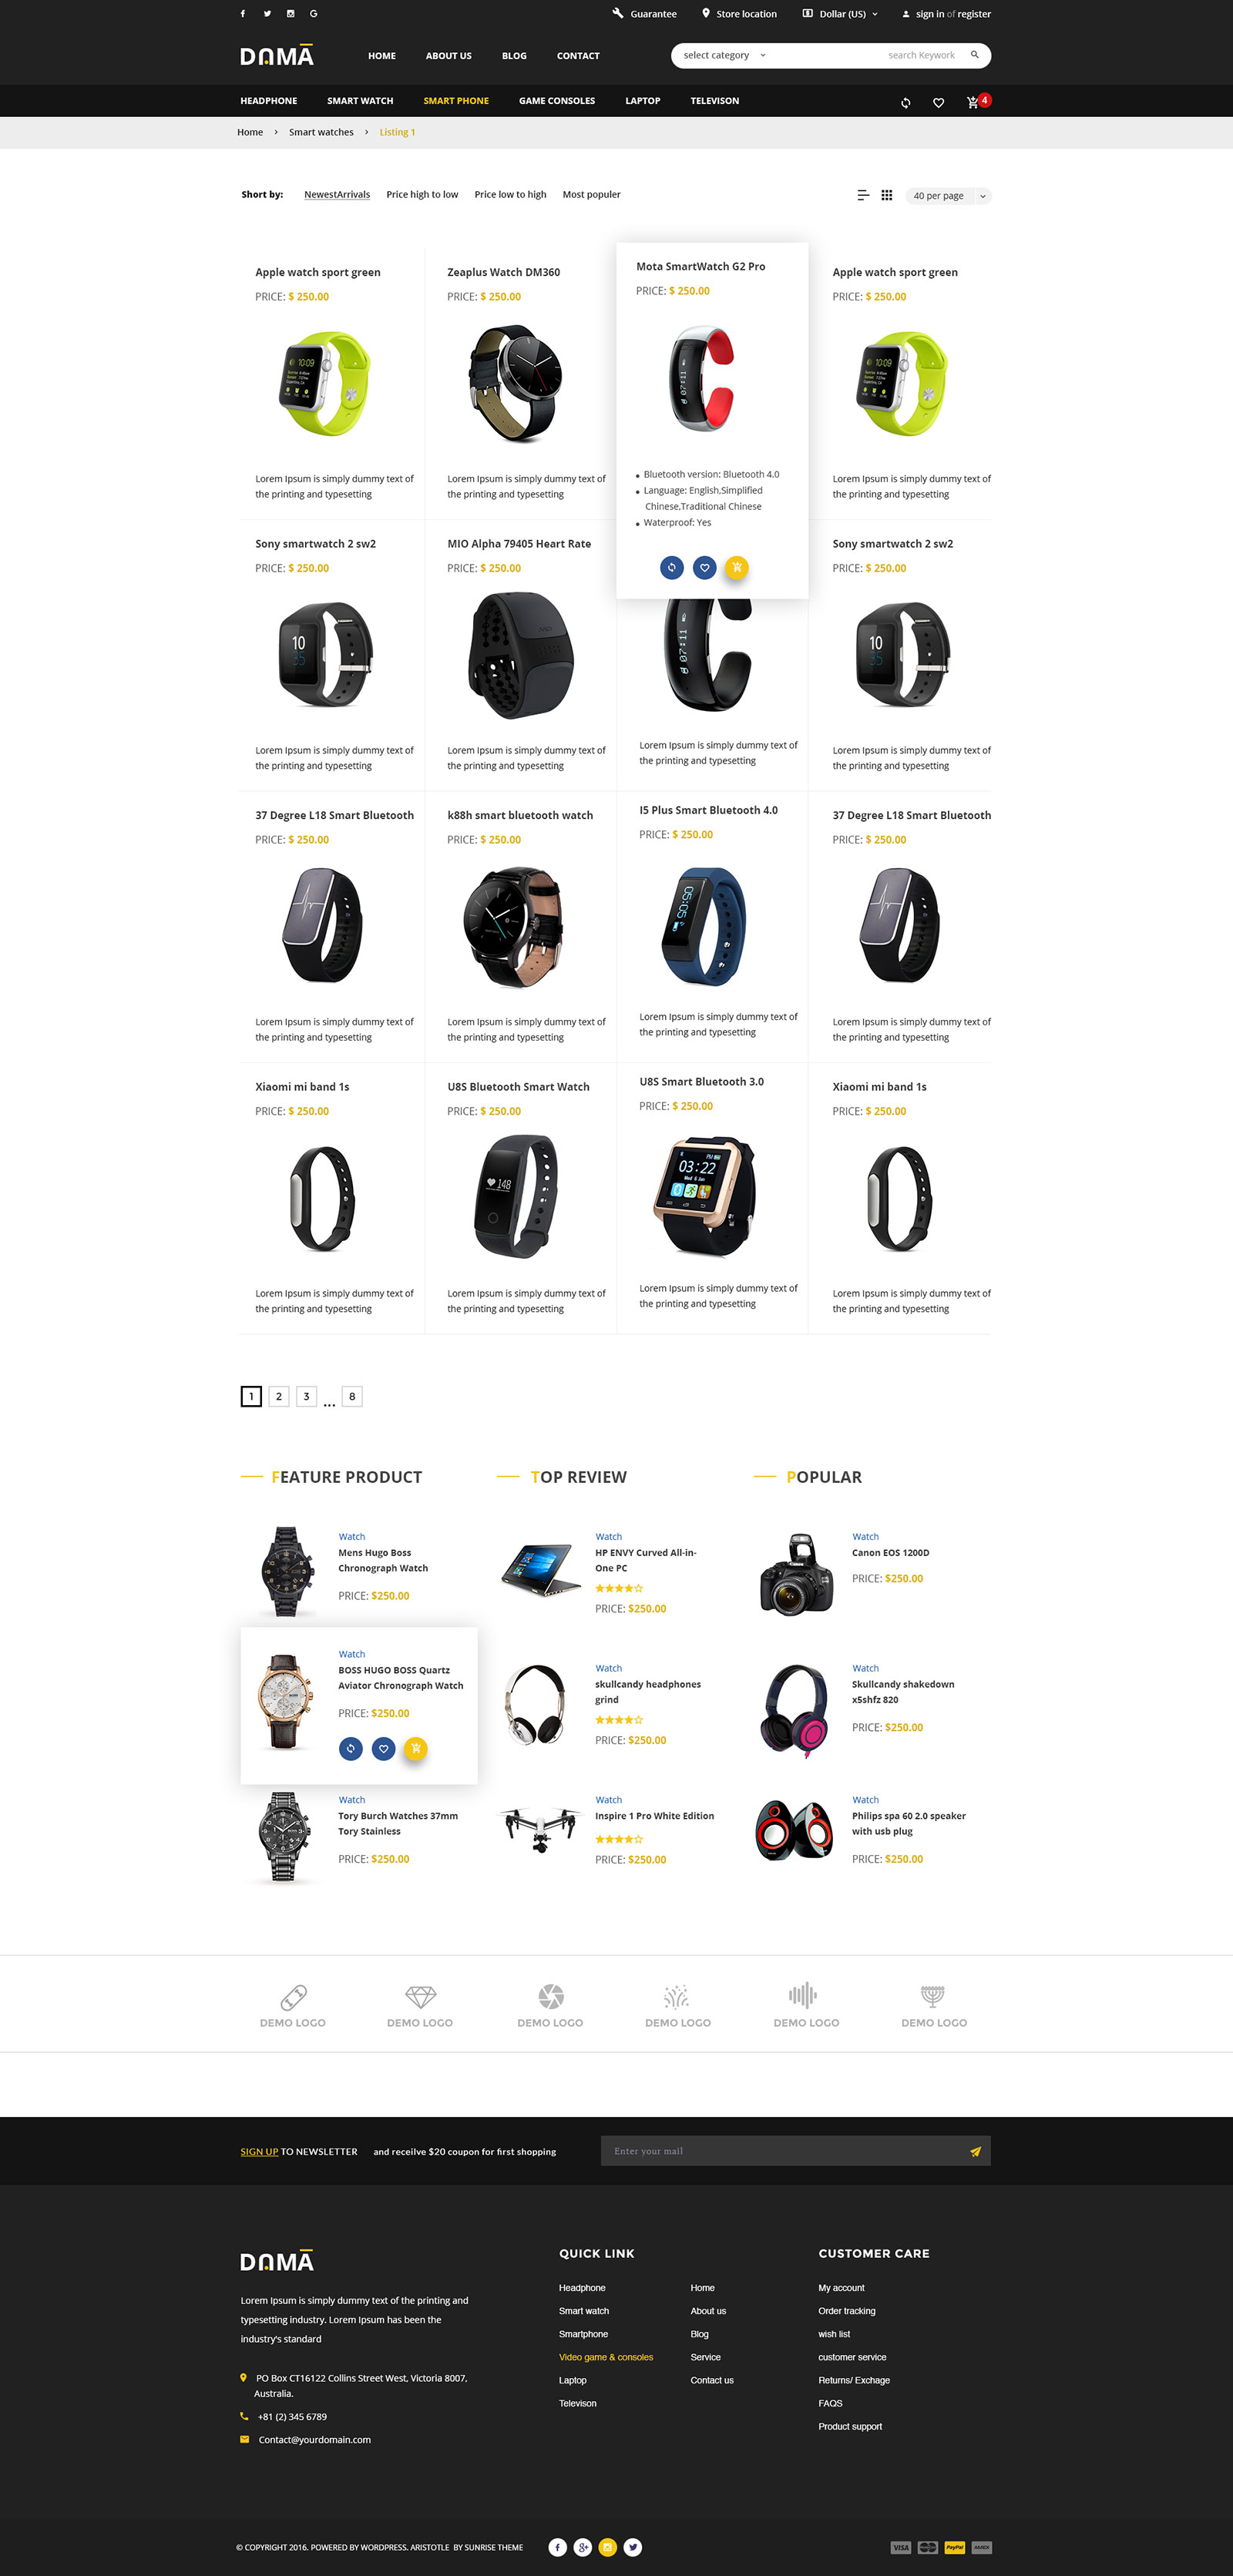 Guarantee Store location Dollar (US) sign in of register
DAMA HOME ABOUT US BLOG CONTACT select category search Keywork
HEADPHONE SMART WATCH SMART PHONE GAME CONSOLES LAPTOP TELEVISON 4
Home > Smart watches > Listing 1
Short by: NewestArrivals Price high to low Price low to high Most populer 40 per page
Apple watch sport green
PRICE: $ 250.00
10:09
Lorem Ipsum is simply dummy text of
the printing and typesetting
Zeaplus Watch DM360
PRICE: $ 250.00
Lorem Ipsum is simply dummy text of
the printing and typesetting
Mota SmartWatch G2 Pro
PRICE: $ 250.00
07:11
Bluetooth version: Bluetooth 4.0
Language: English,Simplified
Chinese,Traditional Chinese
Waterproof: Yes
Apple watch sport green
PRICE: $ 250.00
10:09
Lorem Ipsum is simply dummy text of
the printing and typesetting
Sony smartwatch 2 sw2
PRICE: $ 250.00
10
35
Lorem Ipsum is simply dummy text of
the printing and typesetting
MIO Alpha 79405 Heart Rate
PRICE: $ 250.00
Lorem Ipsum is simply dummy text of
the printing and typesetting
07:11
Lorem Ipsum is simply dummy text of
the printing and typesetting
Sony smartwatch 2 sw2
PRICE: $ 250.00
10
35
Lorem Ipsum is simply dummy text of
the printing and typesetting
37 Degree L18 Smart Bluetooth
PRICE: $ 250.00
Lorem Ipsum is simply dummy text of
the printing and typesetting
k88h smart bluetooth watch
PRICE: $ 250.00
Lorem Ipsum is simply dummy text of
the printing and typesetting
I5 Plus Smart Bluetooth 4.0
PRICE: $ 250.00
05:05
Lorem Ipsum is simply dummy text of
the printing and typesetting
37 Degree L18 Smart Bluetooth
PRICE: $ 250.00
Lorem Ipsum is simply dummy text of
the printing and typesetting
Xiaomi mi band 1s
PRICE: $ 250.00
Lorem Ipsum is simply dummy text of
the printing and typesetting
U8S Bluetooth Smart Watch
PRICE: $ 250.00
148
Lorem Ipsum is simply dummy text of
the printing and typesetting
U8S Smart Bluetooth 3.0
PRICE: $ 250.00
03:22
Lorem Ipsum is simply dummy text of
the printing and typesetting
Xiaomi mi band 1s
PRICE: $ 250.00
Lorem Ipsum is simply dummy text of
the printing and typesetting
1 2 3 ... 8
FEATURE PRODUCT
Watch
Mens Hugo Boss
Chronograph Watch
PRICE: $250.00
Watch
BOSS HUGO BOSS Quartz
Aviator Chronograph Watch
PRICE: $250.00
Watch
Tory Burch Watches 37mm
Tory Stainless
PRICE: $250.00
TOP REVIEW
Watch
HP ENVY Curved All-in-
One PC
PRICE: $250.00
Watch
skullcandy headphones
grind
PRICE: $250.00
Watch
Inspire 1 Pro White Edition
PRICE: $250.00
POPULAR
Watch
Canon EOS 1200D
PRICE: $250.00
Watch
Skullcandy shakedown
x5shfz 820
PRICE: $250.00
Watch
Philips spa 60 2.0 speaker
with usb plug
PRICE: $250.00
DEMO LOGO DEMO LOGO DEMO LOGO DEMO LOGO DEMO LOGO DEMO LOGO
SIGN UP TO NEWSLETTER and receilve $20 coupon for first shopping Enter your mail
DAMA
Lorem Ipsum is simply dummy text of the printing and
typesetting industry. Lorem Ipsum has been the
industry's standard
PO Box CT16122 Collins Street West, Victoria 8007,
Australia.
+81 (2) 345 6789
Contact@yourdomain.com
QUICK LINK
Headphone
Smart watch
Smartphone
Video game & consoles
Laptop
Televison
Home
About us
Blog
Service
Contact us
CUSTOMER CARE
My account
Order tracking
wish list
customer service
Returns/ Exchage
FAQS
Product support
© COPYRIGHT 2016. POWERED BY WORDPRESS. ARISTOTLE BY SUNRISE THEME
VISA PayPal